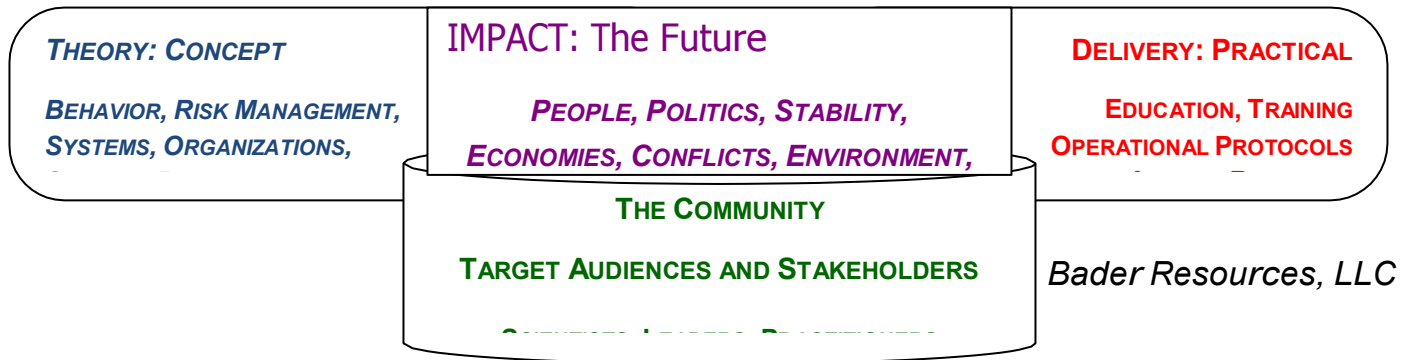 THEORY: CONCEPT
BEHAVIOR, RISK MANAGEMENT,
SYSTEMS, ORGANIZATIONS,
IMPACT: The Future
PEOPLE, POLITICS, STABILITY,
ECONOMIES, CONFLICTS, ENVIRONMENT,
DELIVERY: PRACTICAL
EDUCATION, TRAINING
OPERATIONAL PROTOCOLS
THE COMMUNITY
TARGET AUDIENCES AND STAKEHOLDERS
Bader Resources, LLC